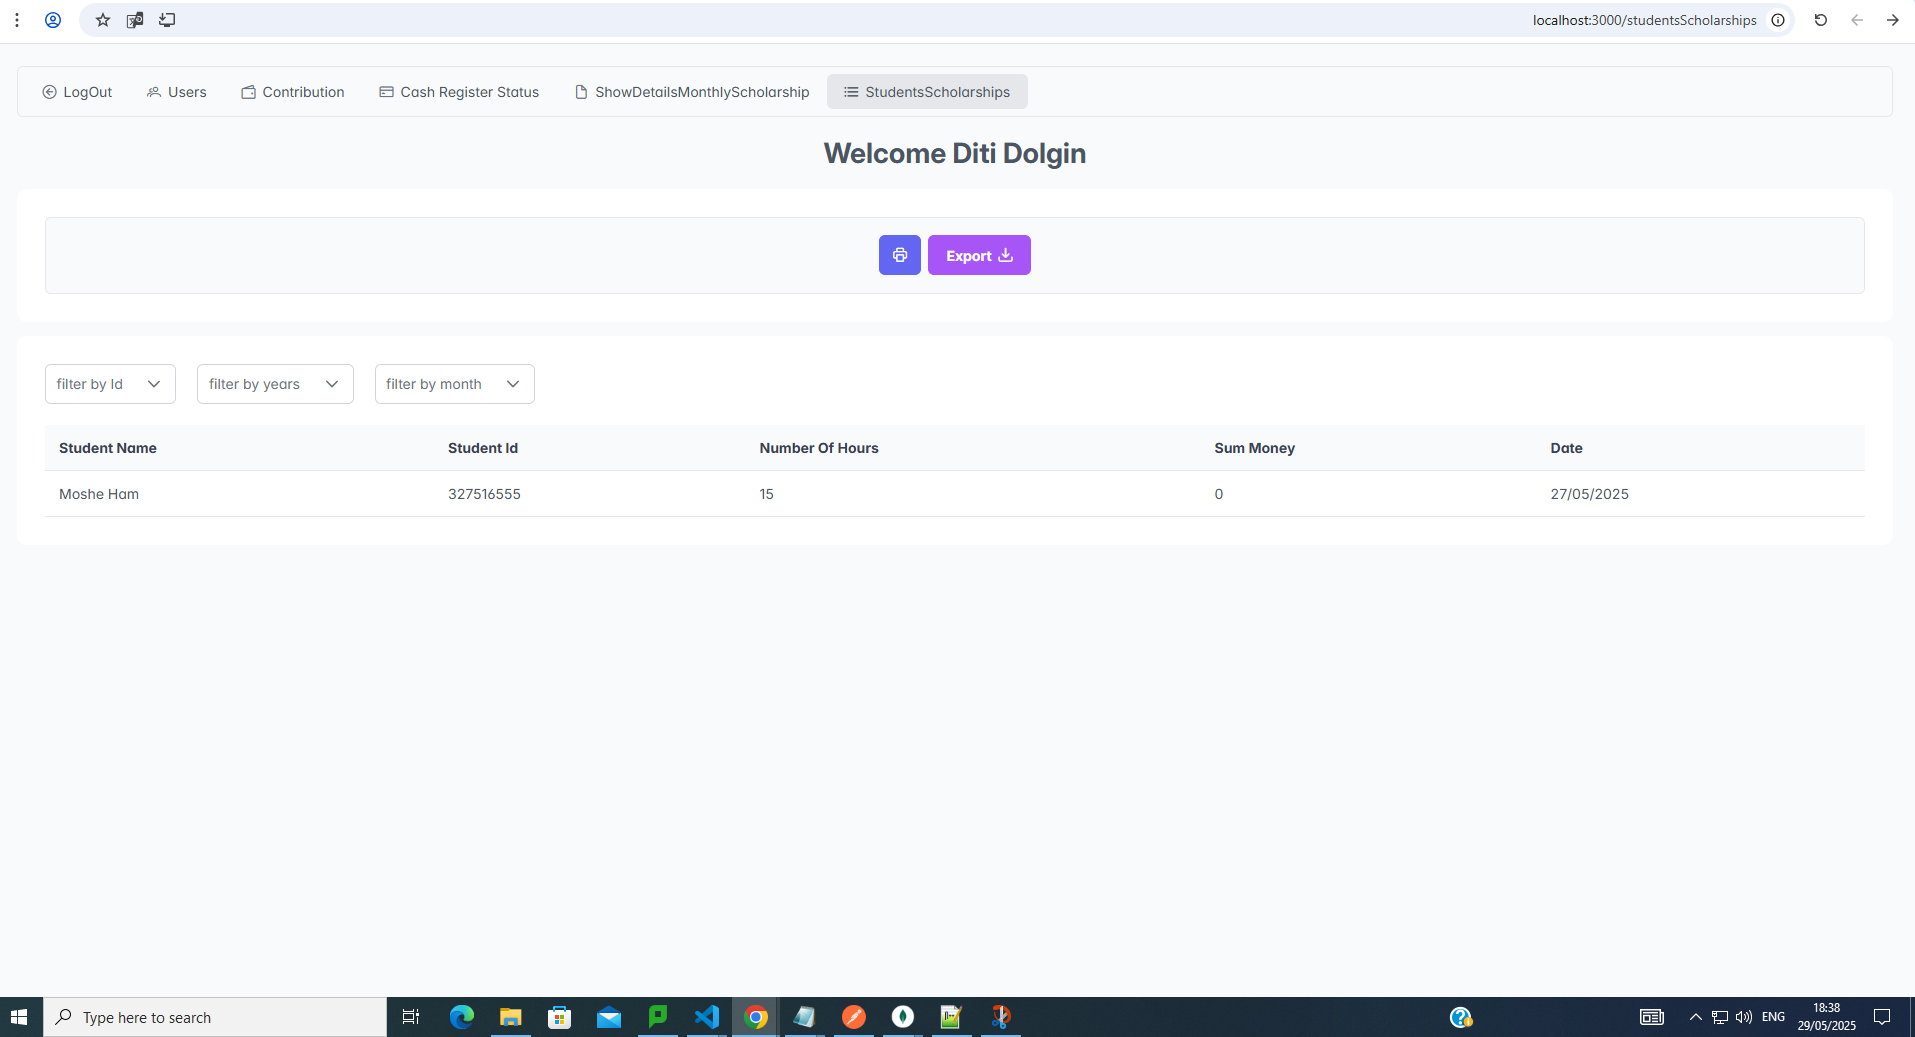 localhost:3000/studentsScholarships
LogOut Users Contribution Cash Register Status ShowDetailsMonthlyScholarship StudentsScholarships
Welcome Diti Dolgin
Export
filter by Id filter by years filter by month
Student Name Student Id Number Of Hours Sum Money Date
Moshe Ham 327516555 15 0 27/05/2025
Type here to search
ENG
18:38
29/05/2025